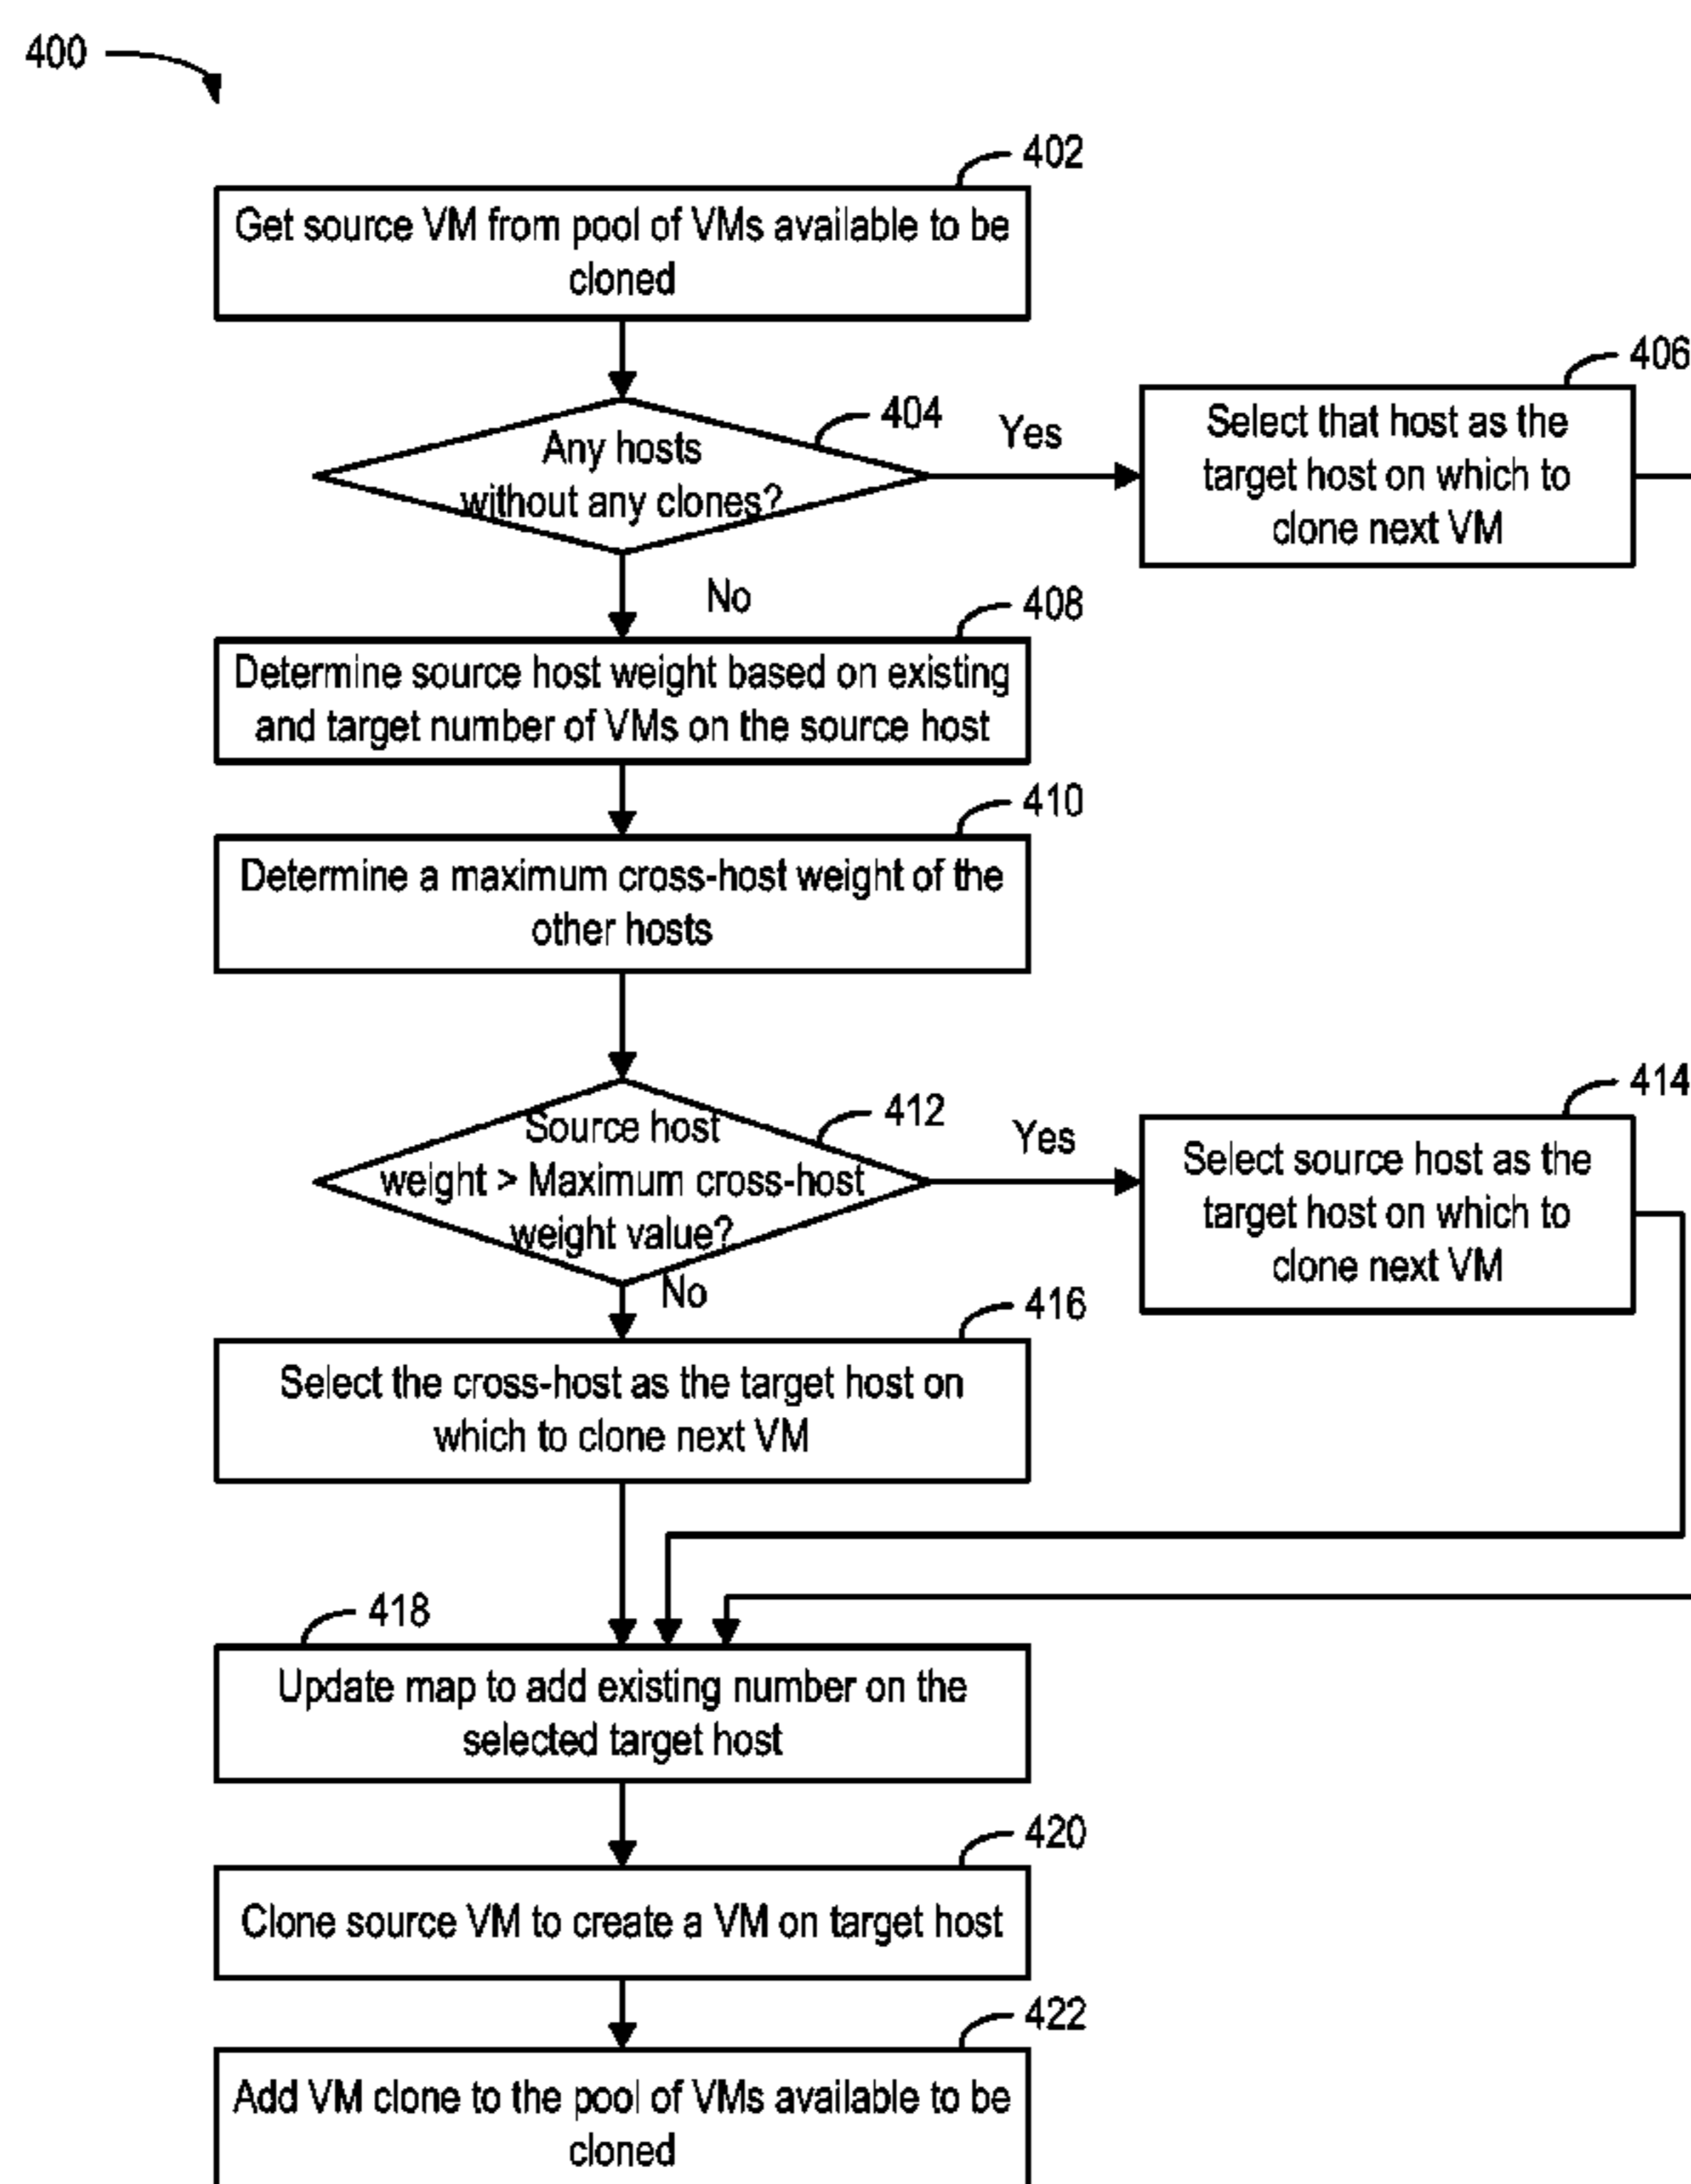 400
402
Get source VM from pool of VMs available to be
cloned
404
Any hosts
without any clones?
Yes
406
Select that host as the
target host on which to
clone next VM
No
408
Determine source host weight based on existing
and target number of VMs on the source host
410
Determine a maximum cross-host weight of the
other hosts
412
Source host
weight > Maximum cross-host
weight value?
Yes
414
Select source host as the
target host on which to
clone next VM
No
416
Select the cross-host as the target host on
which to clone next VM
418
Update map to add existing number on the
selected target host
420
Clone source VM to create a VM on target host
422
Add VM clone to the pool of VMs available to be
cloned